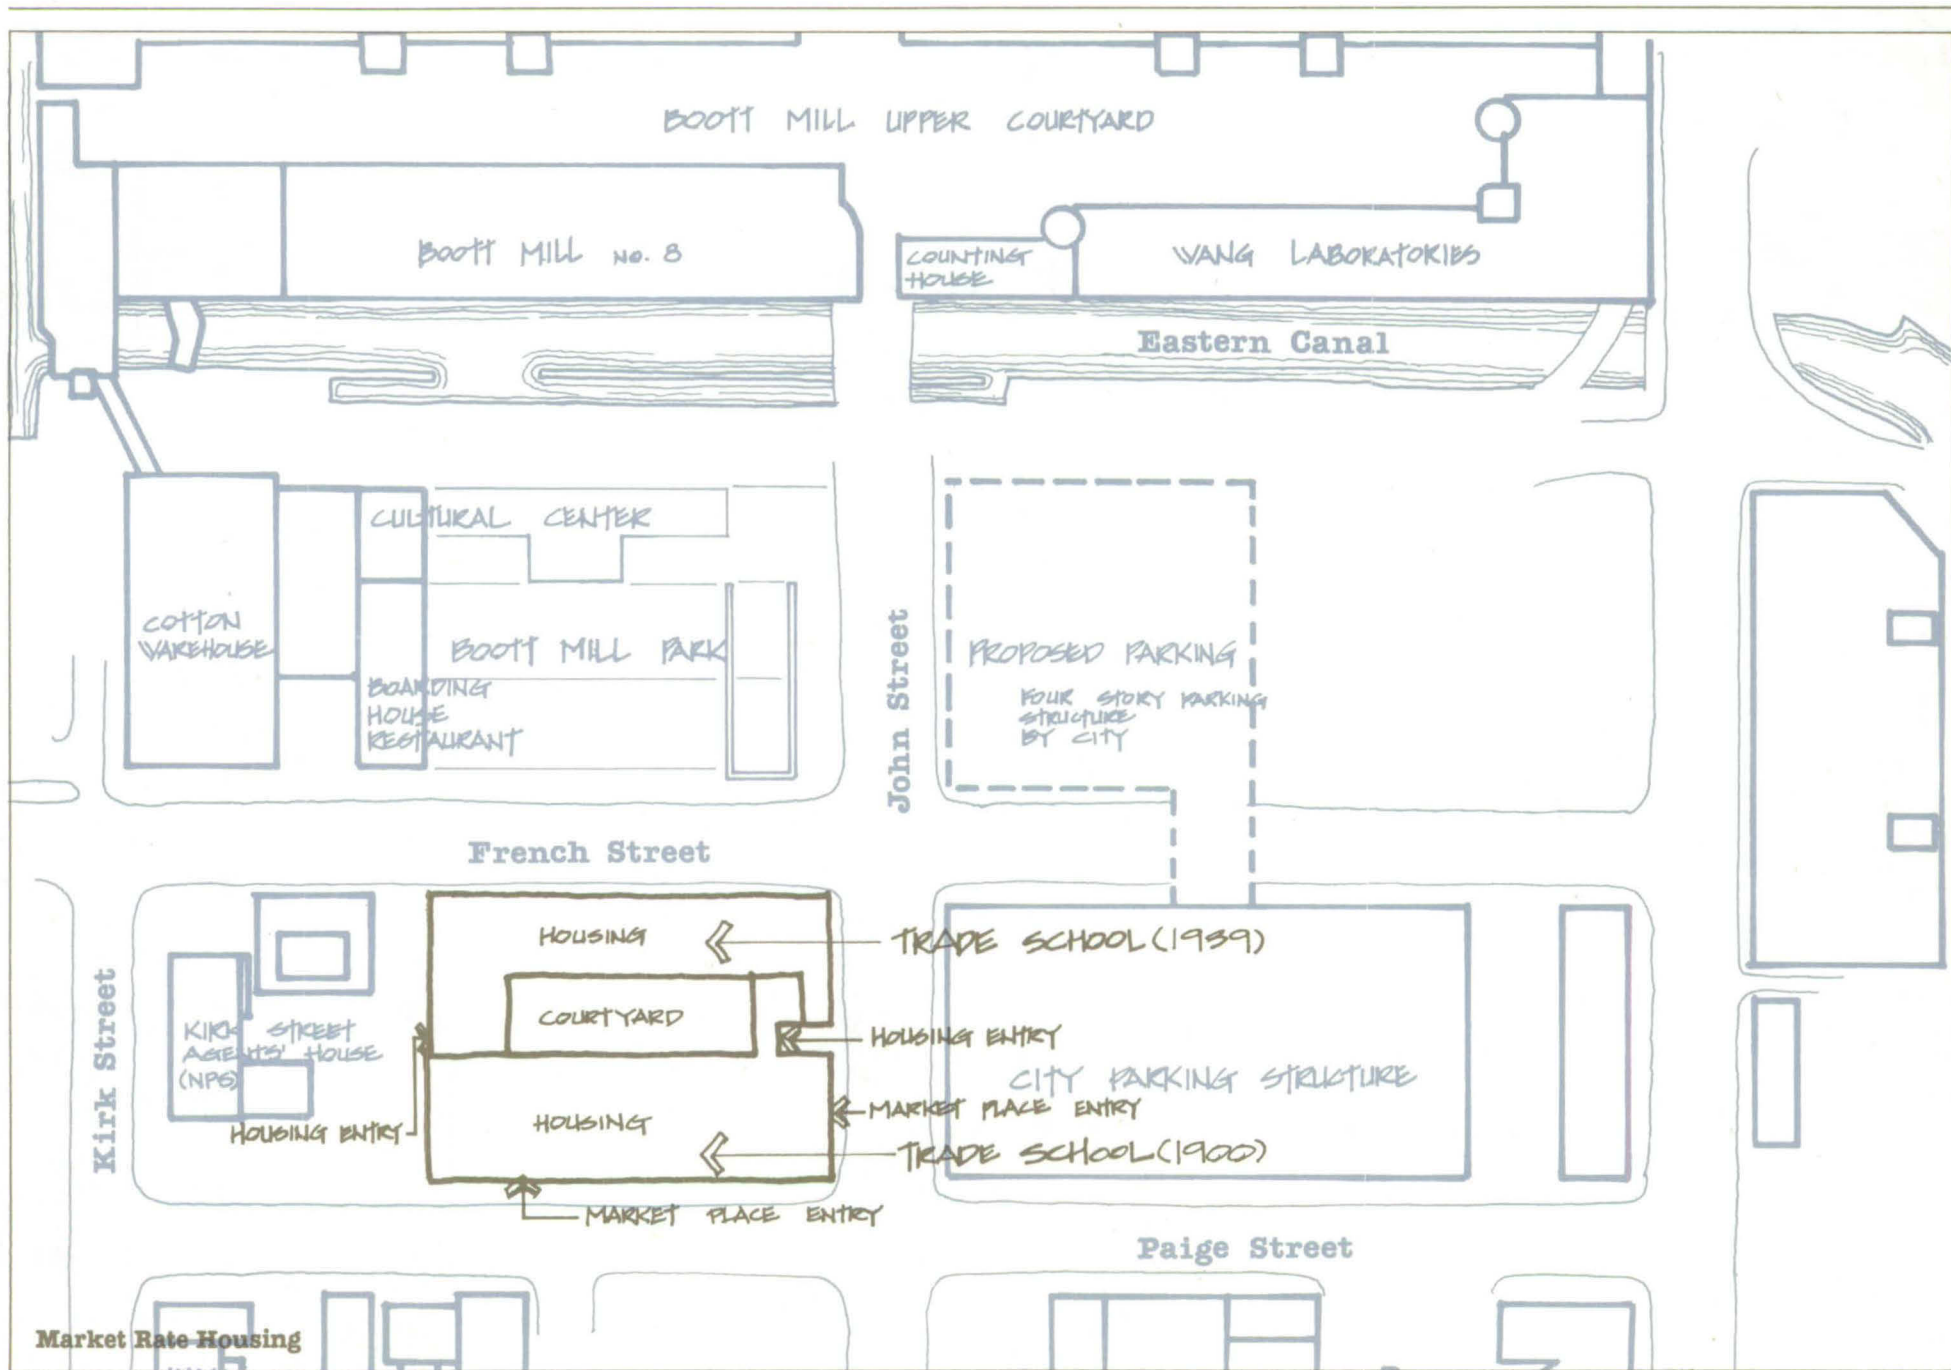 BOOTT MILL UPPER COURTYARD
BOOTT MILL NO. 8
COUNTING
HOUSE
WANG LABORATORIES
Eastern Canal
CULTURAL CENTER
COTTON
WAREHOUSE
BOOTT MILL PARK
BOARDING
HOUSE
RESTAURANT
John Street
PROPOSED PARKING
FOUR STORY PARKING
STRUCTURE
BY CITY
French Street
HOUSING
TRADE SCHOOL (1939)
COURTYARD
HOUSING ENTRY
Kirk Street
KIRK STREET
AGENTS' HOUSE
(NPS)
CITY PARKING STRUCTURE
MARKET PLACE ENTRY
HOUSING ENTRY
HOUSING
TRADE SCHOOL (1900)
MARKET PLACE ENTRY
Paige Street
Market Rate Housing